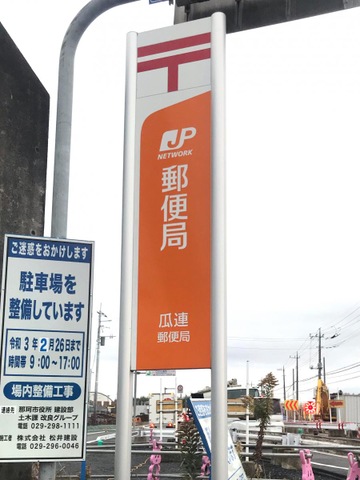 JP
NETWORK
郵便局
瓜連
郵便局
ご迷惑をおかけします
駐車場を
整備しています
令和3年2月26日まで
時間帯 9:00〜17:00
場内整備工事
連絡先 那珂市役所 建設部
土木課 改良グループ
電話 029-298-1111
施工者 株式会社 松井建設
電話 029-296-0046